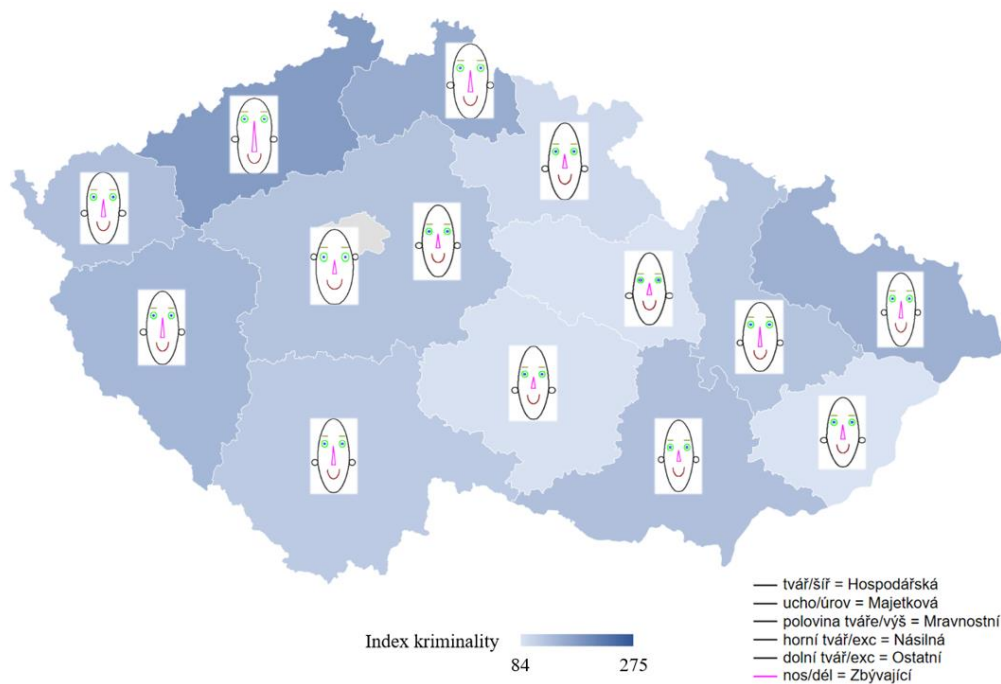 tvář/šíř = Hospodářská
ucho/úrov = Majetková
polovina tváře/výš = Mravnostní
horní tvář/exc = Násilná
dolní tvář/exc = Ostatní
nos/dél = Zbývající
Index kriminality
84 275